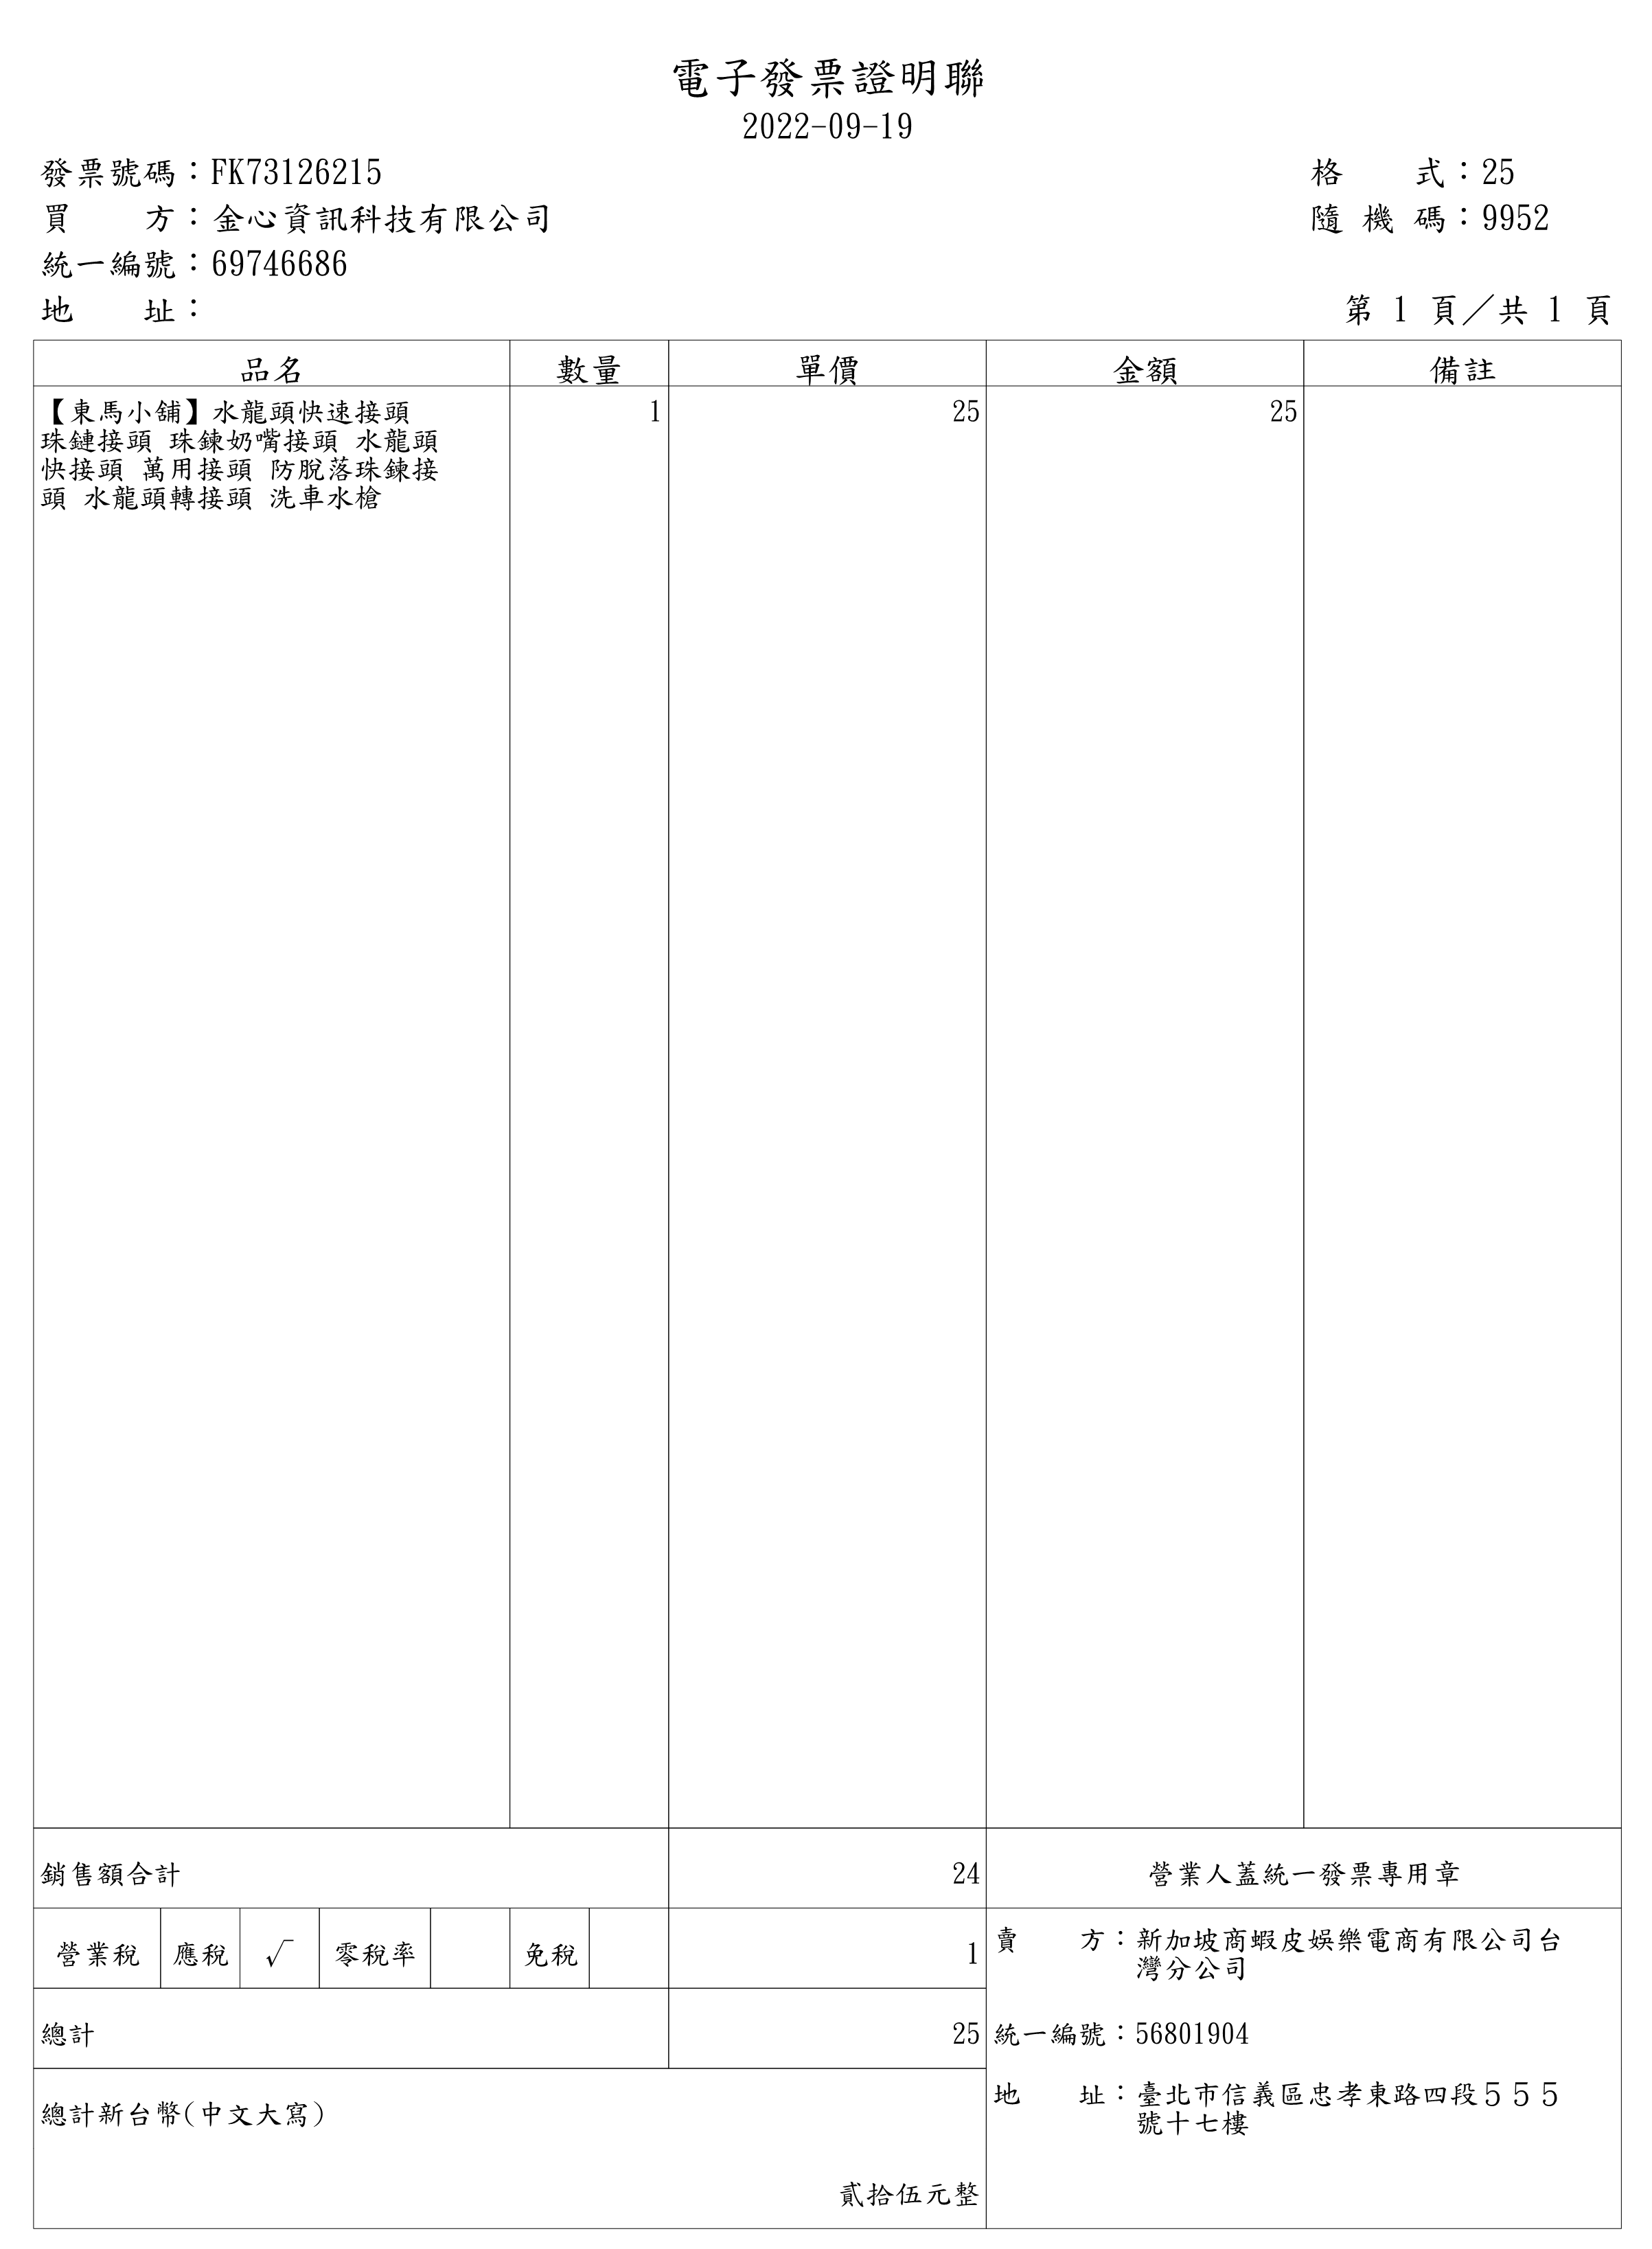 電子發票證明聯
2022-09-19
發票號碼：FK73126215
格　　式：25
買　　方：金心資訊科技有限公司
隨 機 碼：9952
統一編號：69746686
地　　址：
第 1 頁／共 1 頁
品名 數量 單價 金額 備註
【東馬小舖】水龍頭快速接頭 1 25 25
珠鏈接頭 珠鍊奶嘴接頭 水龍頭
快接頭 萬用接頭 防脫落珠鍊接
頭 水龍頭轉接頭 洗車水槍
銷售額合計 24 營業人蓋統一發票專用章
營業稅 應稅 √ 零稅率 免稅 1
賣　　方：新加坡商蝦皮娛樂電商有限公司台
灣分公司
總計 25
統一編號：56801904
地　　址：臺北市信義區忠孝東路四段５５５
號十七樓
總計新台幣(中文大寫)
貳拾伍元整